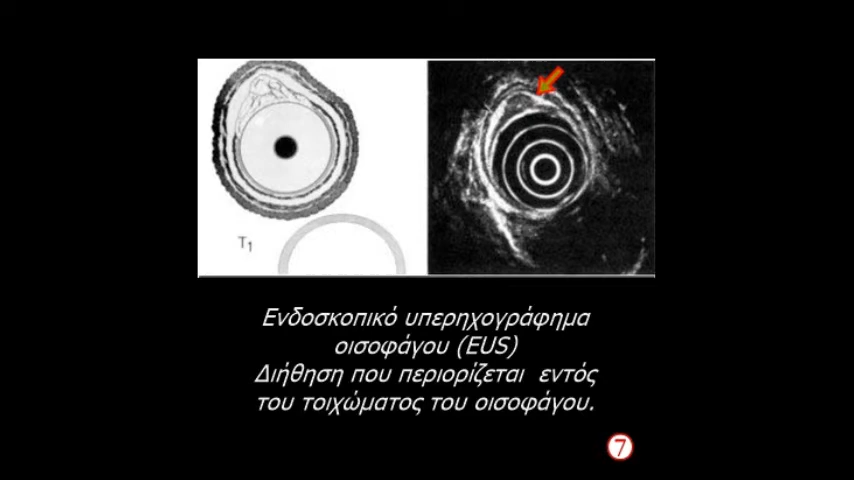 T1
Ενδοσκοπικό υπερηχογράφημα
οισοφάγου (EUS)
Διήθηση που περιορίζεται εντός
του τοιχώματος του οισοφάγου.
7